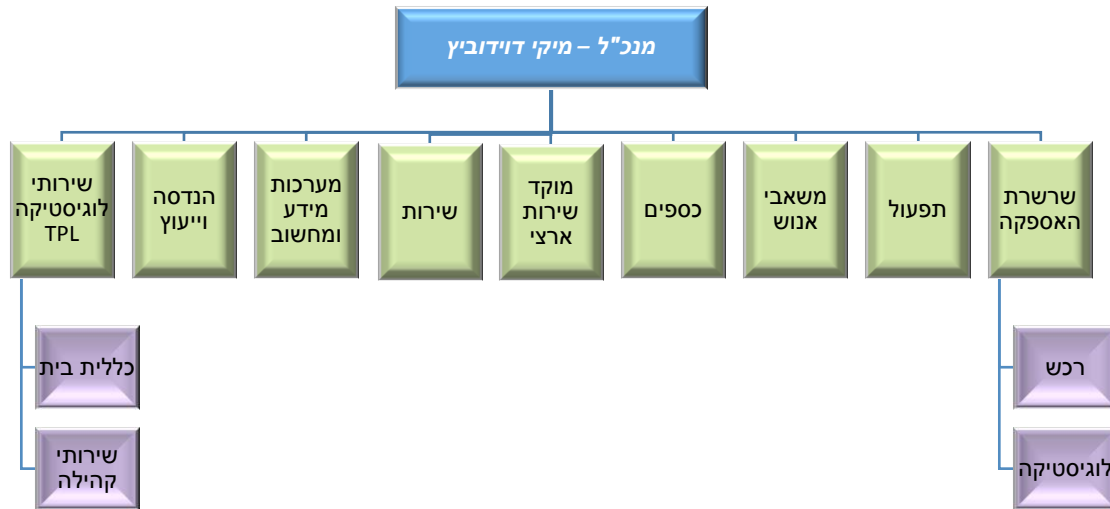 מנכ"ל – מיקי דוידוביץ
שרשרת
האספקה
תפעול
משאבי
אנוש
כספים
מוקד
שירות
ארצי
שירות
מערכות
מידע
ומחשוב
הנדסה
וייעוץ
שירותי
לוגיסטיקה
TPL
רכש
לוגיסטיקה
כללית בית
שירותי
קהילה